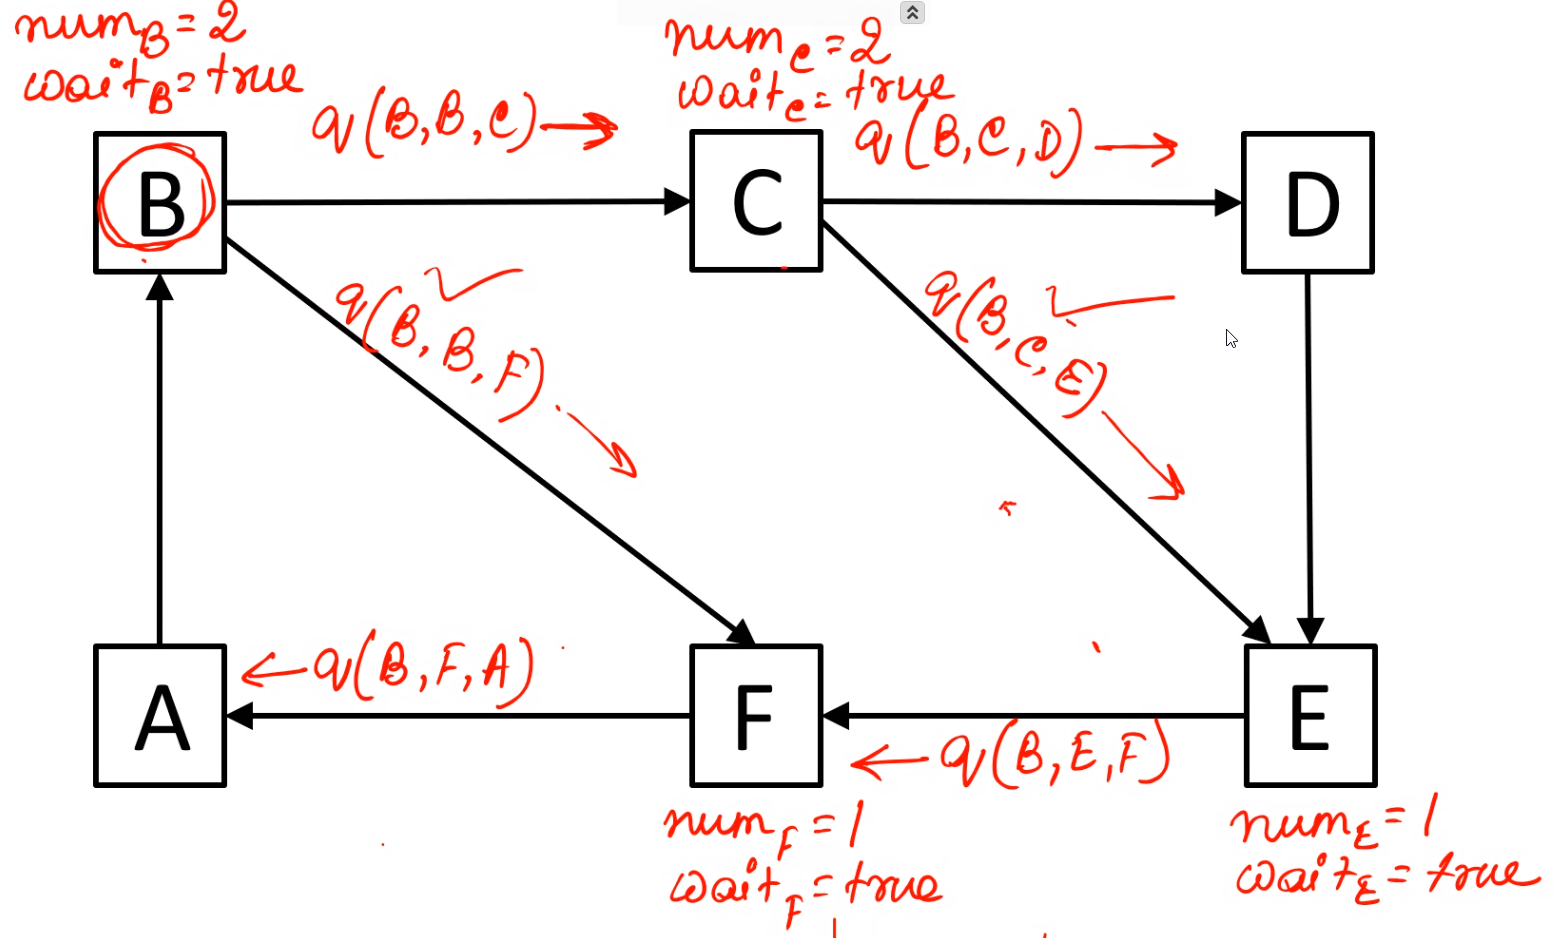 num_B = 2
wait_B = true
num_C = 2
wait_C = true
q(B,B,C) →
q(B,C,D) →
B
C
D
q(B,B,F) →
✓
q(B,C,E) →
✓
← q(B,F,A)
A
F
E
← q(B,E,F)
num_F = 1
wait_F = true
num_E = 1
wait_E = true